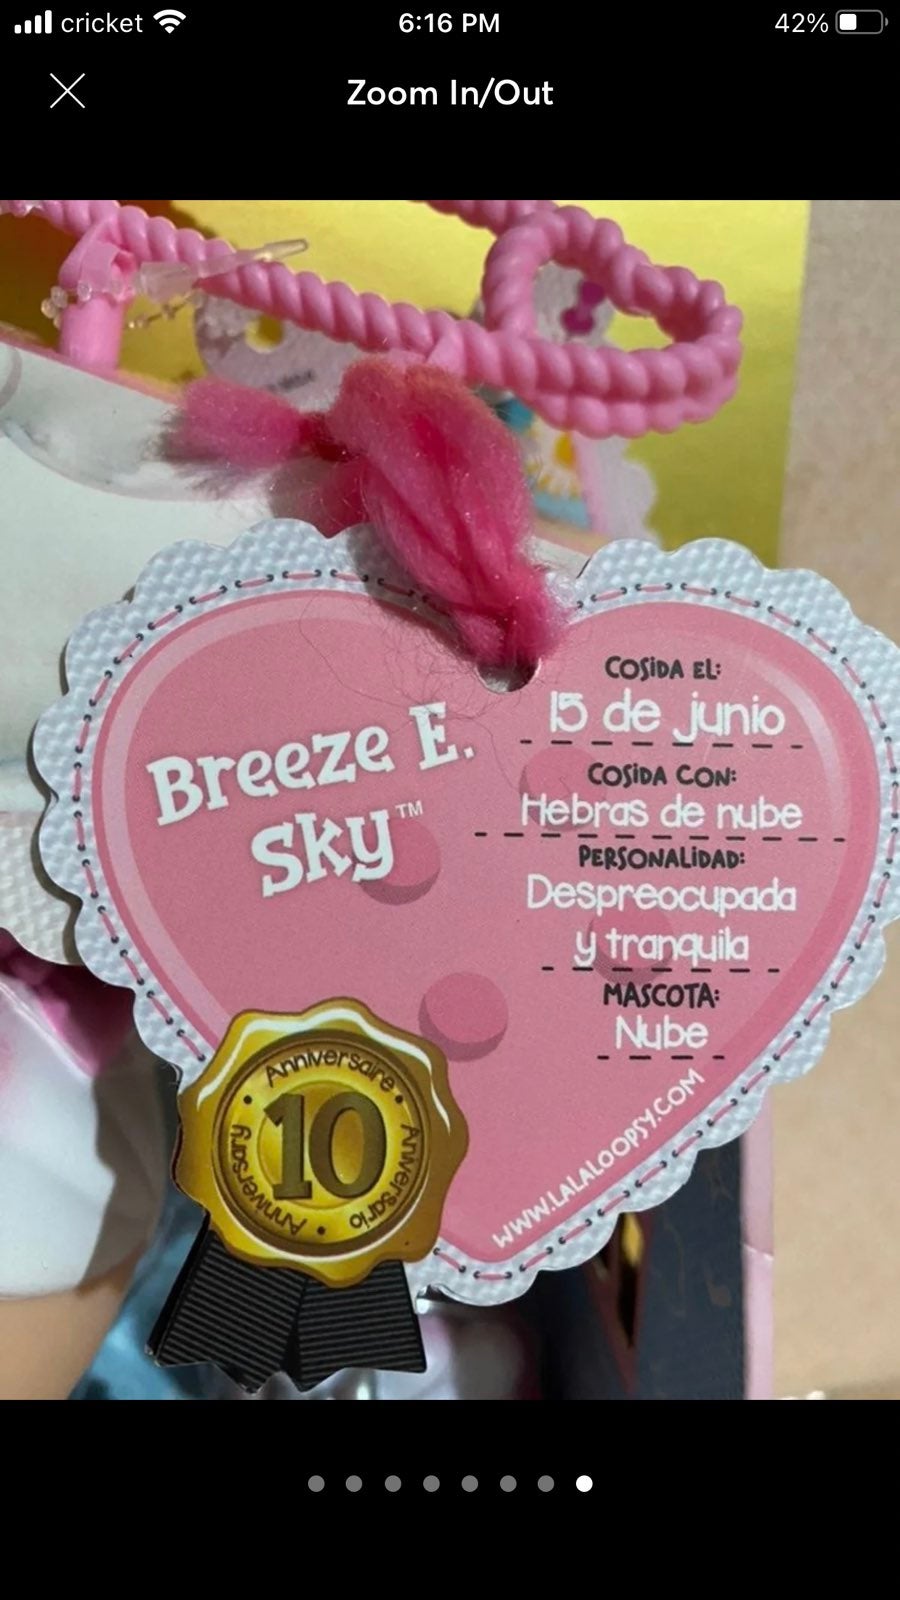 cricket
6:16 PM
42%
Zoom In/Out
Breeze E.
Sky™
COSIDA EL:
15 de junio
COSIDA CON:
Hebras de nube
PERSONALIDAD:
Despreocupada
y tranquila
MASCOTA:
Nube
WWW.LALALOOPSY.COM
Anniversaire
10
Aniversario
Anniversary